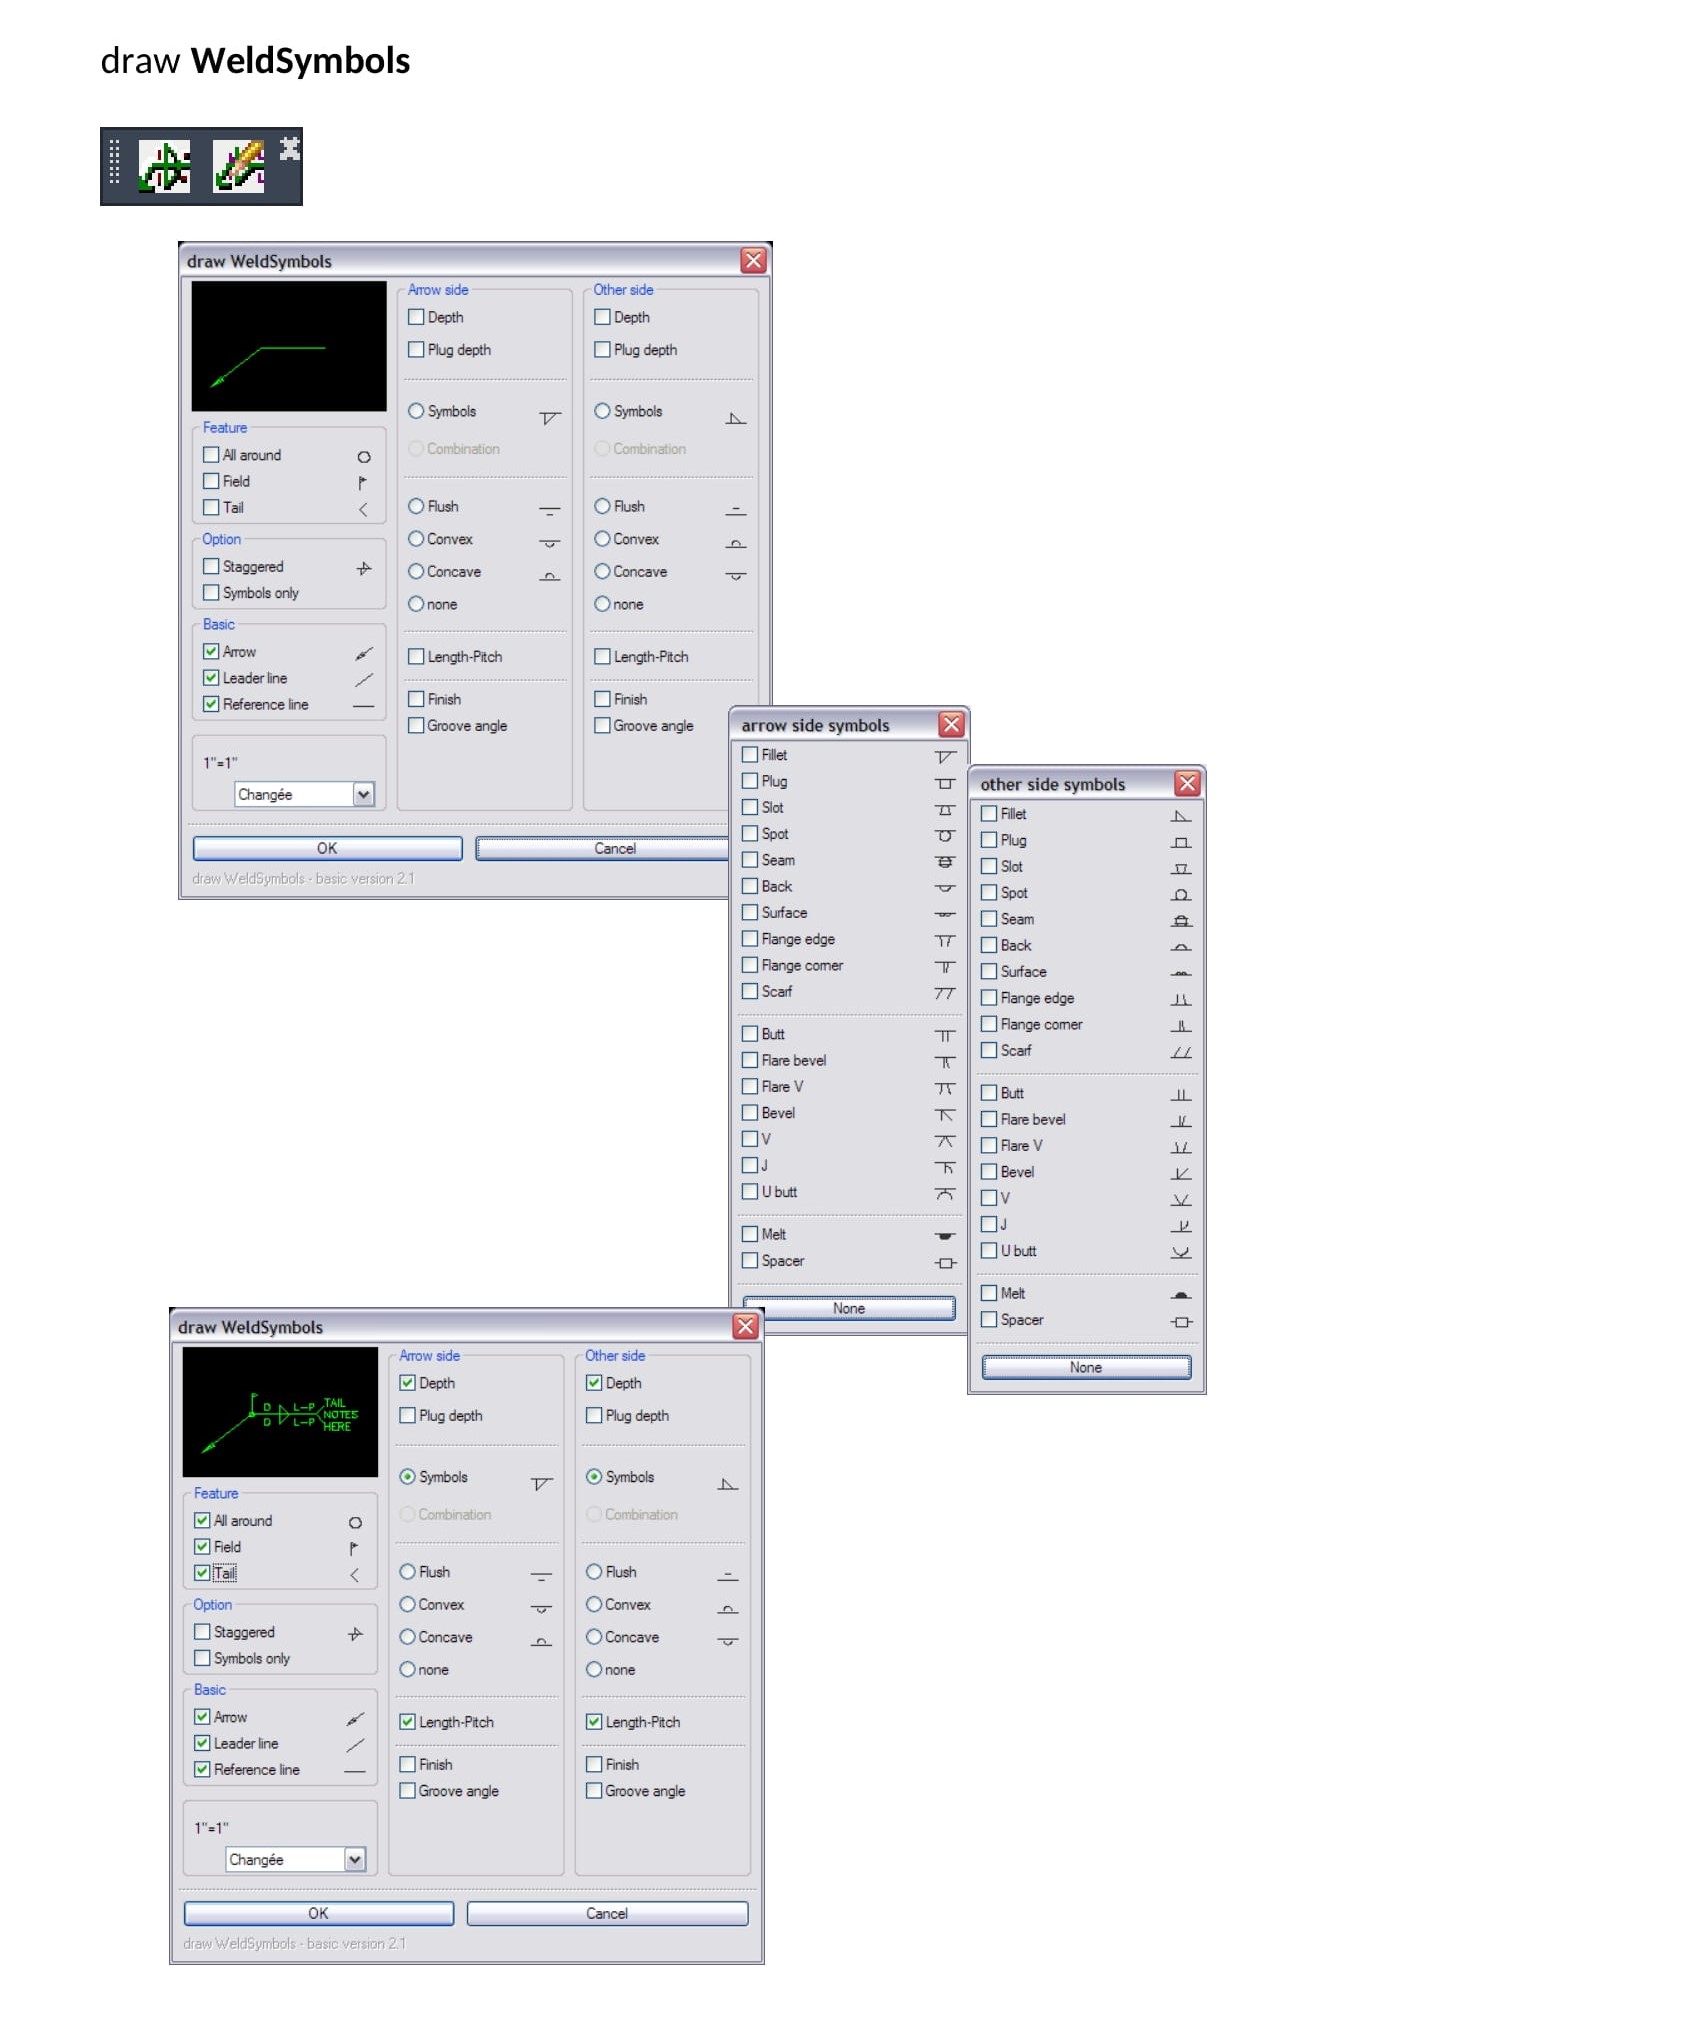 draw WeldSymbols
draw WeldSymbols
Feature
All around
Field
Tail
Option
Staggered
Symbols only
Basic
Arrow
Leader line
Reference line
1"=1"
Changée
Arrow side
Depth
Plug depth
Symbols
Combination
Flush
Convex
Concave
none
Length-Pitch
Finish
Groove angle
Other side
Depth
Plug depth
Symbols
Combination
Flush
Convex
Concave
none
Length-Pitch
Finish
Groove angle
OK
Cancel
draw WeldSymbols - basic version 2.1
arrow side symbols
Fillet
Plug
Slot
Spot
Seam
Back
Surface
Flange edge
Flange corner
Scarf
Butt
Flare bevel
Flare V
Bevel
V
J
U butt
Melt
Spacer
None
other side symbols
Fillet
Plug
Slot
Spot
Seam
Back
Surface
Flange edge
Flange corner
Scarf
Butt
Flare bevel
Flare V
Bevel
V
J
U butt
Melt
Spacer
None
draw WeldSymbols
D L-P TAIL
NOTES
D L-P HERE
Feature
All around
Field
Tail
Option
Staggered
Symbols only
Basic
Arrow
Leader line
Reference line
1"=1"
Changée
Arrow side
Depth
Plug depth
Symbols
Combination
Flush
Convex
Concave
none
Length-Pitch
Finish
Groove angle
Other side
Depth
Plug depth
Symbols
Combination
Flush
Convex
Concave
none
Length-Pitch
Finish
Groove angle
OK
Cancel
draw WeldSymbols - basic version 2.1